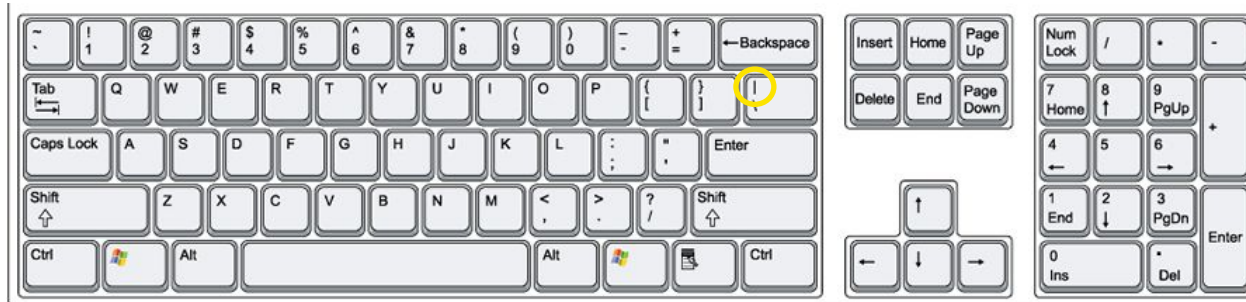 ~ ! @ # $ % ^ & * ( ) _ +
` 1 2 3 4 5 6 7 8 9 0 - = ←Backspace
Tab Q W E R T Y U I O P { } |
[ ] \
Caps Lock A S D F G H J K L : " Enter
; '
Shift Z X C V B N M < > ? Shift
⇧ , . / ⇧
Ctrl Alt Alt Ctrl
Insert Home Page Up
Delete End Page Down
↑
← ↓ →
Num Lock / * -
7 Home 8 ↑ 9 PgUp +
4 ← 5 6 →
1 End 2 ↓ 3 PgDn Enter
0 Ins . Del